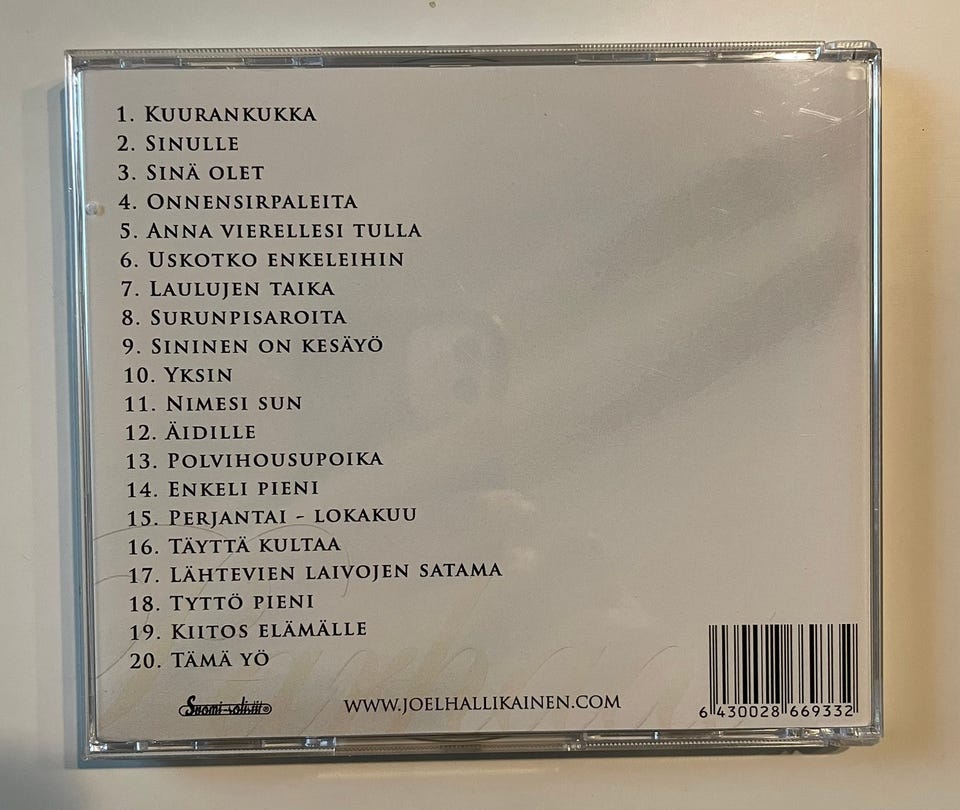 1. KUURANKUKKA
2. SINULLE
3. SINÄ OLET
4. ONNENSIRPALEITA
5. ANNA VIERELLESI TULLA
6. USKOTKO ENKELEIHIN
7. LAULUJEN TAIKA
8. SURUNPISAROITA
9. SININEN ON KESÄYÖ
10. YKSIN
11. NIMESI SUN
12. ÄIDILLE
13. POLVIHOUSUPOIKA
14. ENKELI PIENI
15. PERJANTAI - LOKAKUU
16. TÄYTTÄ KULTAA
17. LÄHTEVIEN LAIVOJEN SATAMA
18. TYTTÖ PIENI
19. KIITOS ELÄMÄLLE
20. TÄMÄ YÖ
Suomi-solistit
WWW.JOELHALLIKAINEN.COM
6 430028 669332